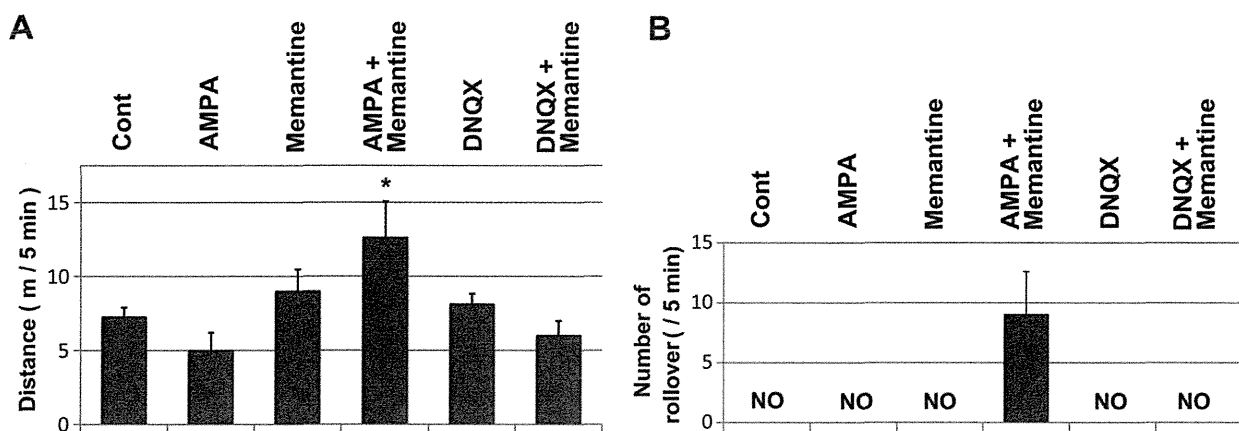 A
Cont
AMPA
Memantine
AMPA +
Memantine
DNQX
DNQX +
Memantine
*
Distance ( m / 5 min )
15
10
5
0
B
Cont
AMPA
Memantine
AMPA +
Memantine
DNQX
DNQX +
Memantine
Number of
rollover ( / 5 min)
15
10
5
0
NO
NO
NO
NO
NO